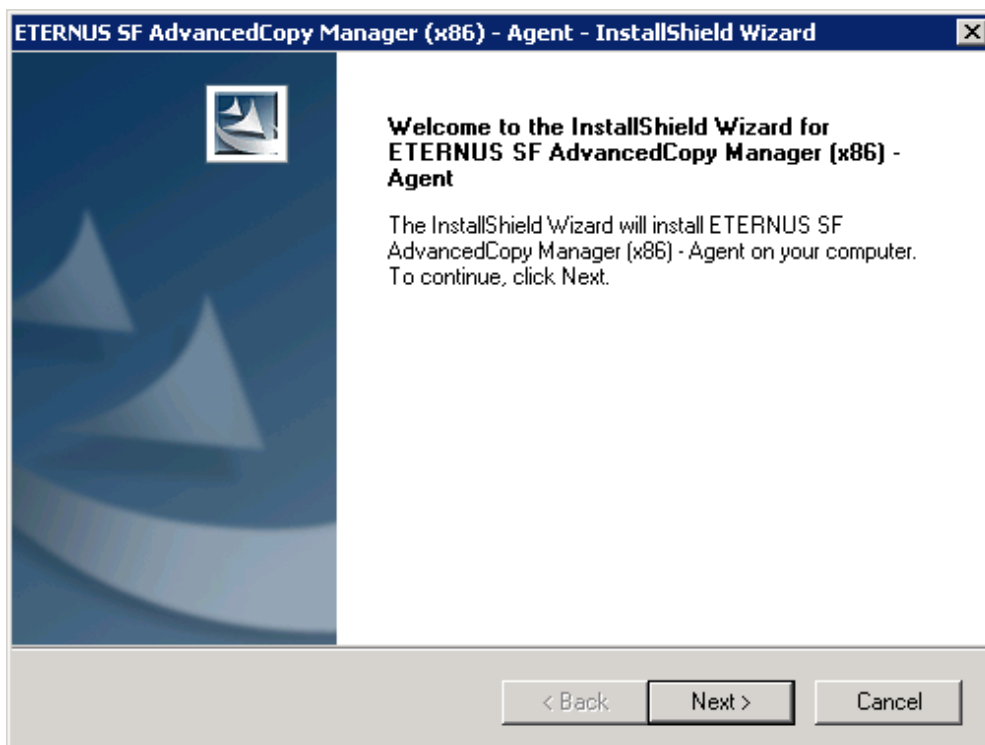 ETERNUS SF AdvancedCopy Manager (x86) - Agent - InstallShield Wizard
Welcome to the InstallShield Wizard for
ETERNUS SF AdvancedCopy Manager (x86) -
Agent
The InstallShield Wizard will install ETERNUS SF
AdvancedCopy Manager (x86) - Agent on your computer.
To continue, click Next.
< Back
Next >
Cancel